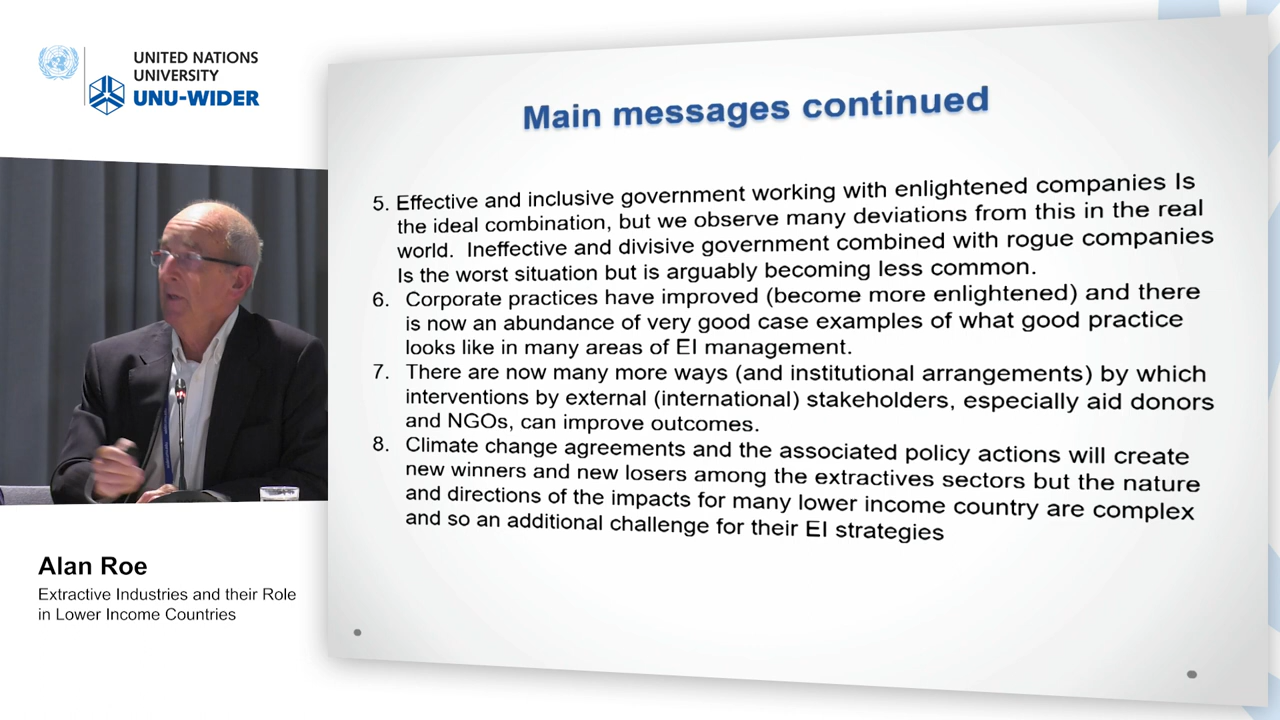 UNITED NATIONS
UNIVERSITY
UNU-WIDER
Main messages continued
5. Effective and inclusive government working with enlightened companies Is
the ideal combination, but we observe many deviations from this in the real
world. Ineffective and divisive government combined with rogue companies
Is the worst situation but is arguably becoming less common.
6. Corporate practices have improved (become more enlightened) and there
is now an abundance of very good case examples of what good practice
looks like in many areas of EI management.
7. There are now many more ways (and institutional arrangements) by which
interventions by external (international) stakeholders, especially aid donors
and NGOs, can improve outcomes.
8. Climate change agreements and the associated policy actions will create
new winners and new losers among the extractives sectors but the nature
and directions of the impacts for many lower income country are complex
and so an additional challenge for their EI strategies
Alan Roe
Extractive Industries and their Role
in Lower Income Countries